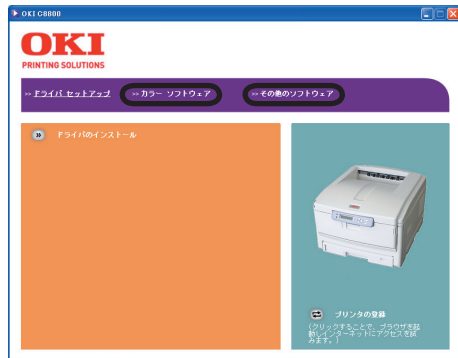 OKI C8800
OKI
PRINTING SOLUTIONS
>> ドライバ セットアップ >> カラー ソフトウェア >> その他のソフトウェア
>> ドライバのインストール
プリンタの登録
(クリックすることで、ブラウザを起
動しインターネットにアクセスを試
みます。)